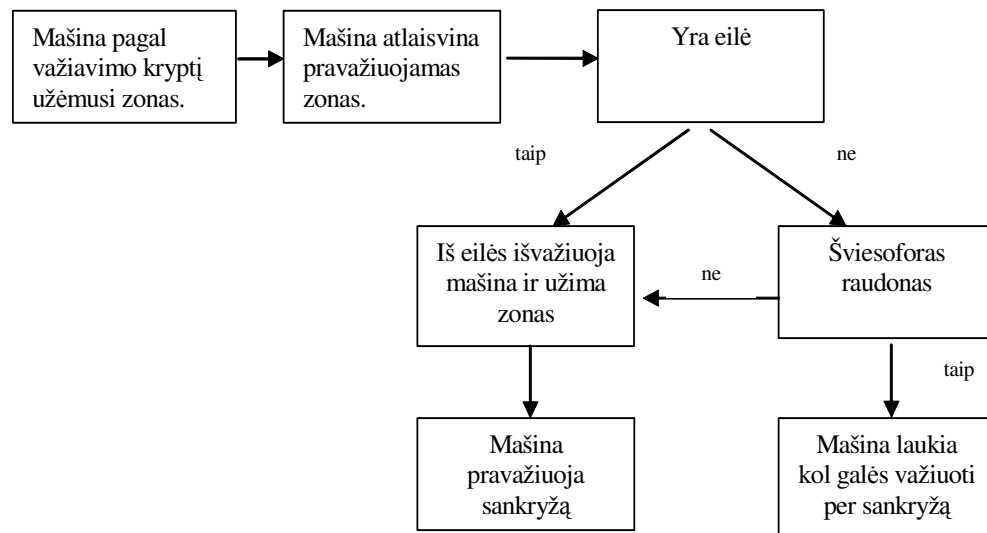 Mašina pagal
važiavimo kryptį
užėmusi zonas.
Mašina atlaisvina
pravažiuojamas
zonas.
Yra eilė
taip
ne
Iš eilės išvažiuoja
mašina ir užima
zonas
ne
Šviesoforas
raudonas
taip
Mašina
pravažiuoja
sankryžą
Mašina laukia
kol galės važiuoti
per sankryžą